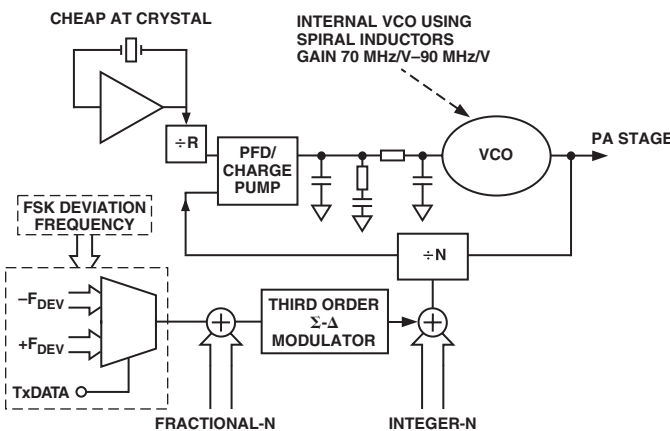 CHEAP AT CRYSTAL
INTERNAL VCO USING
SPIRAL INDUCTORS
GAIN 70 MHz/V–90 MHz/V
÷R
PFD/
CHARGE
PUMP
VCO
PA STAGE
FSK DEVIATION
FREQUENCY
÷N
–FDEV
+FDEV
TxDATA
THIRD ORDER
Σ-Δ
MODULATOR
FRACTIONAL-N
INTEGER-N